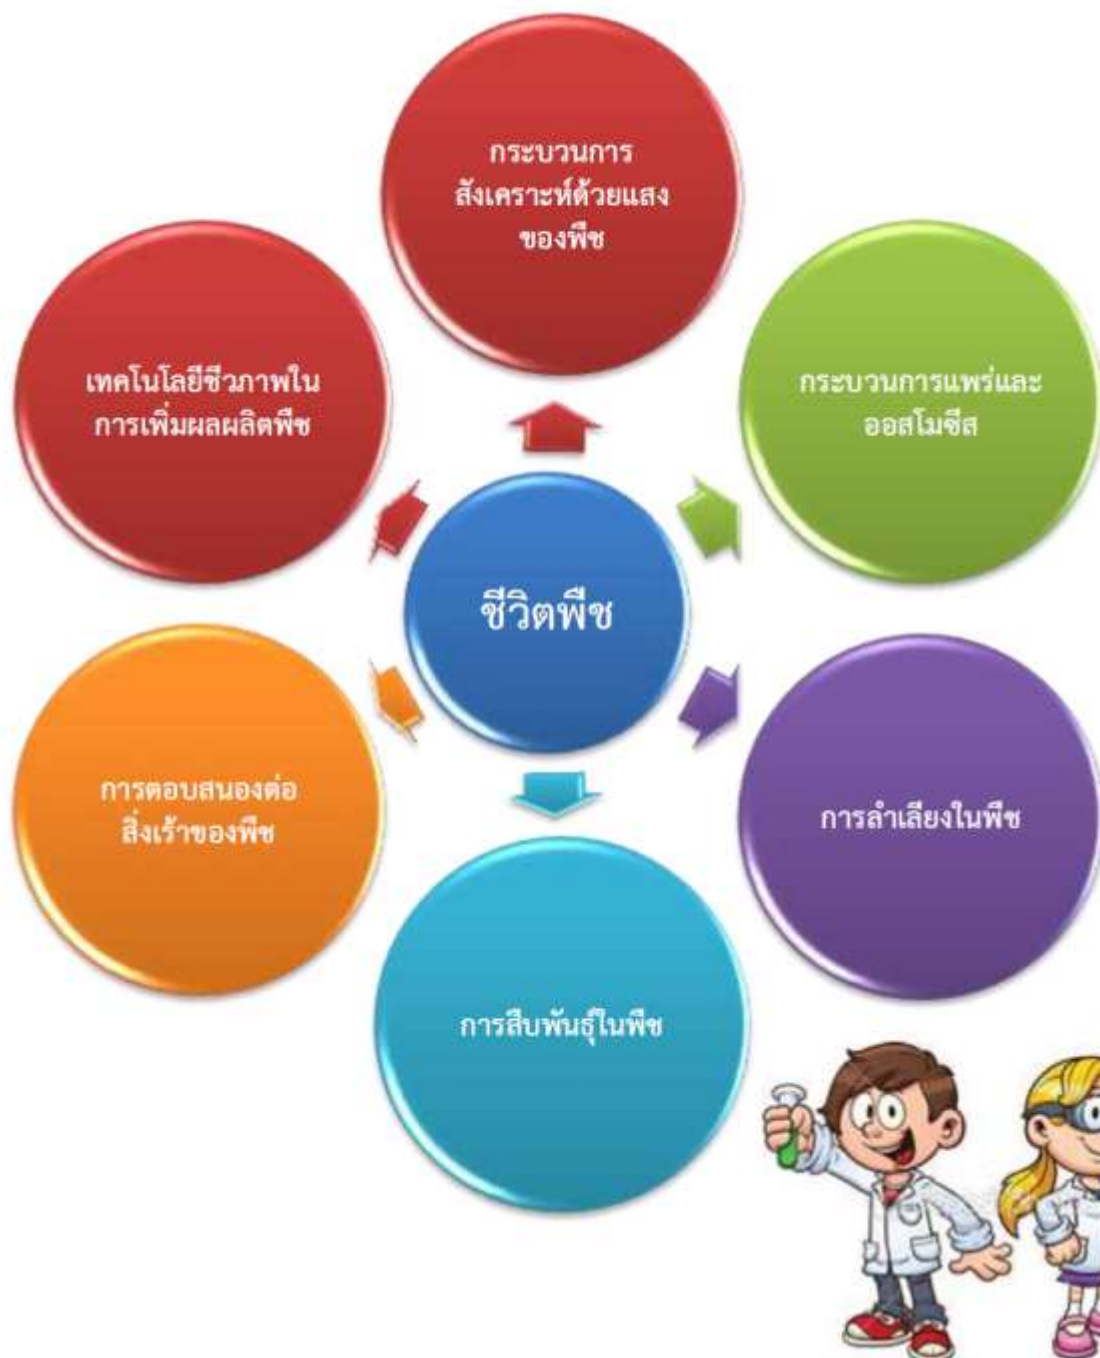 กระบวนการ
สังเคราะห์ด้วยแสง
ของพืช
เทคโนโลยีชีวภาพใน
การเพิ่มผลผลิตพืช
กระบวนการแพร่และ
ออสโมซีส
ชีวิตพืช
การตอบสนองต่อ
สิ่งเร้าของพืช
การลำเลียงในพืช
การสืบพันธุ์ในพืช